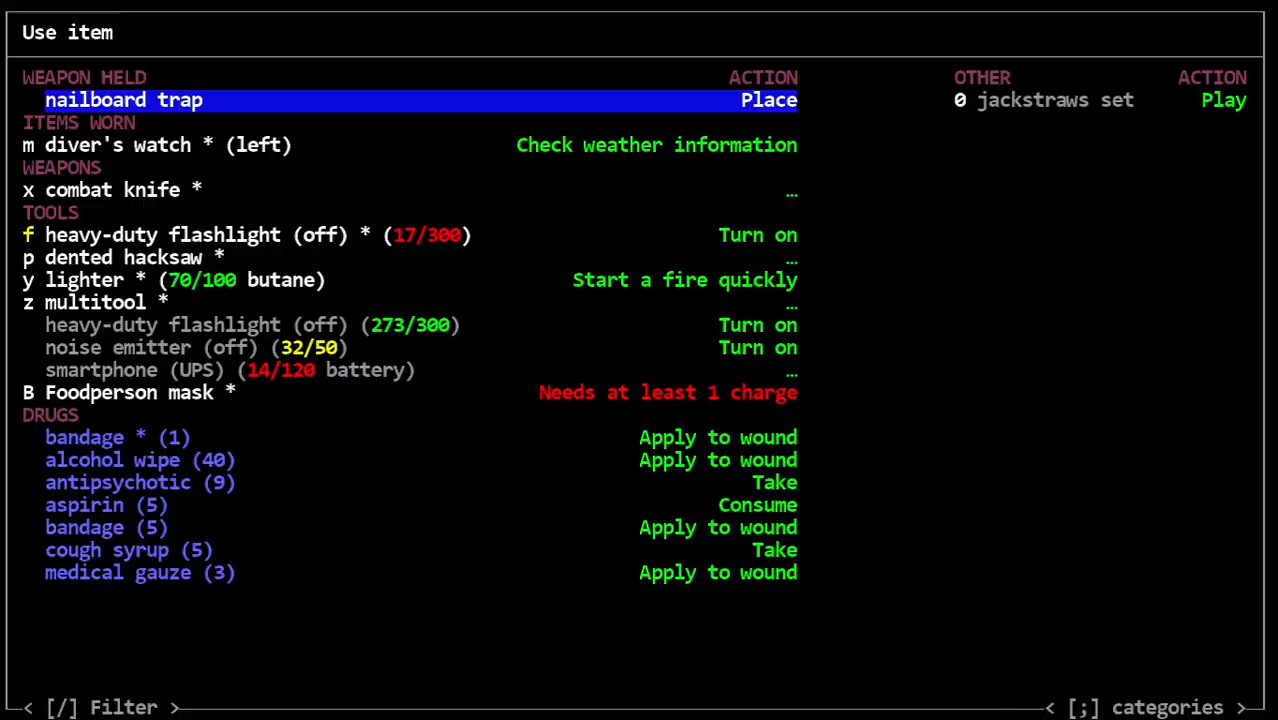 Use item
WEAPON HELD ACTION OTHER ACTION
nailboard trap Place 0 jackstraws set Play
ITEMS WORN
m diver's watch * (left) Check weather information
WEAPONS
x combat knife * …
TOOLS
f heavy-duty flashlight (off) * (17/300) Turn on
p dented hacksaw * …
y lighter * (70/100 butane) Start a fire quickly
z multitool * …
heavy-duty flashlight (off) (273/300) Turn on
noise emitter (off) (32/50) Turn on
smartphone (UPS) (14/120 battery) …
B Foodperson mask * Needs at least 1 charge
DRUGS
bandage * (1) Apply to wound
alcohol wipe (40) Apply to wound
antipsychotic (9) Take
aspirin (5) Consume
bandage (5) Apply to wound
cough syrup (5) Take
medical gauze (3) Apply to wound
< [/] Filter > < [;] categories >